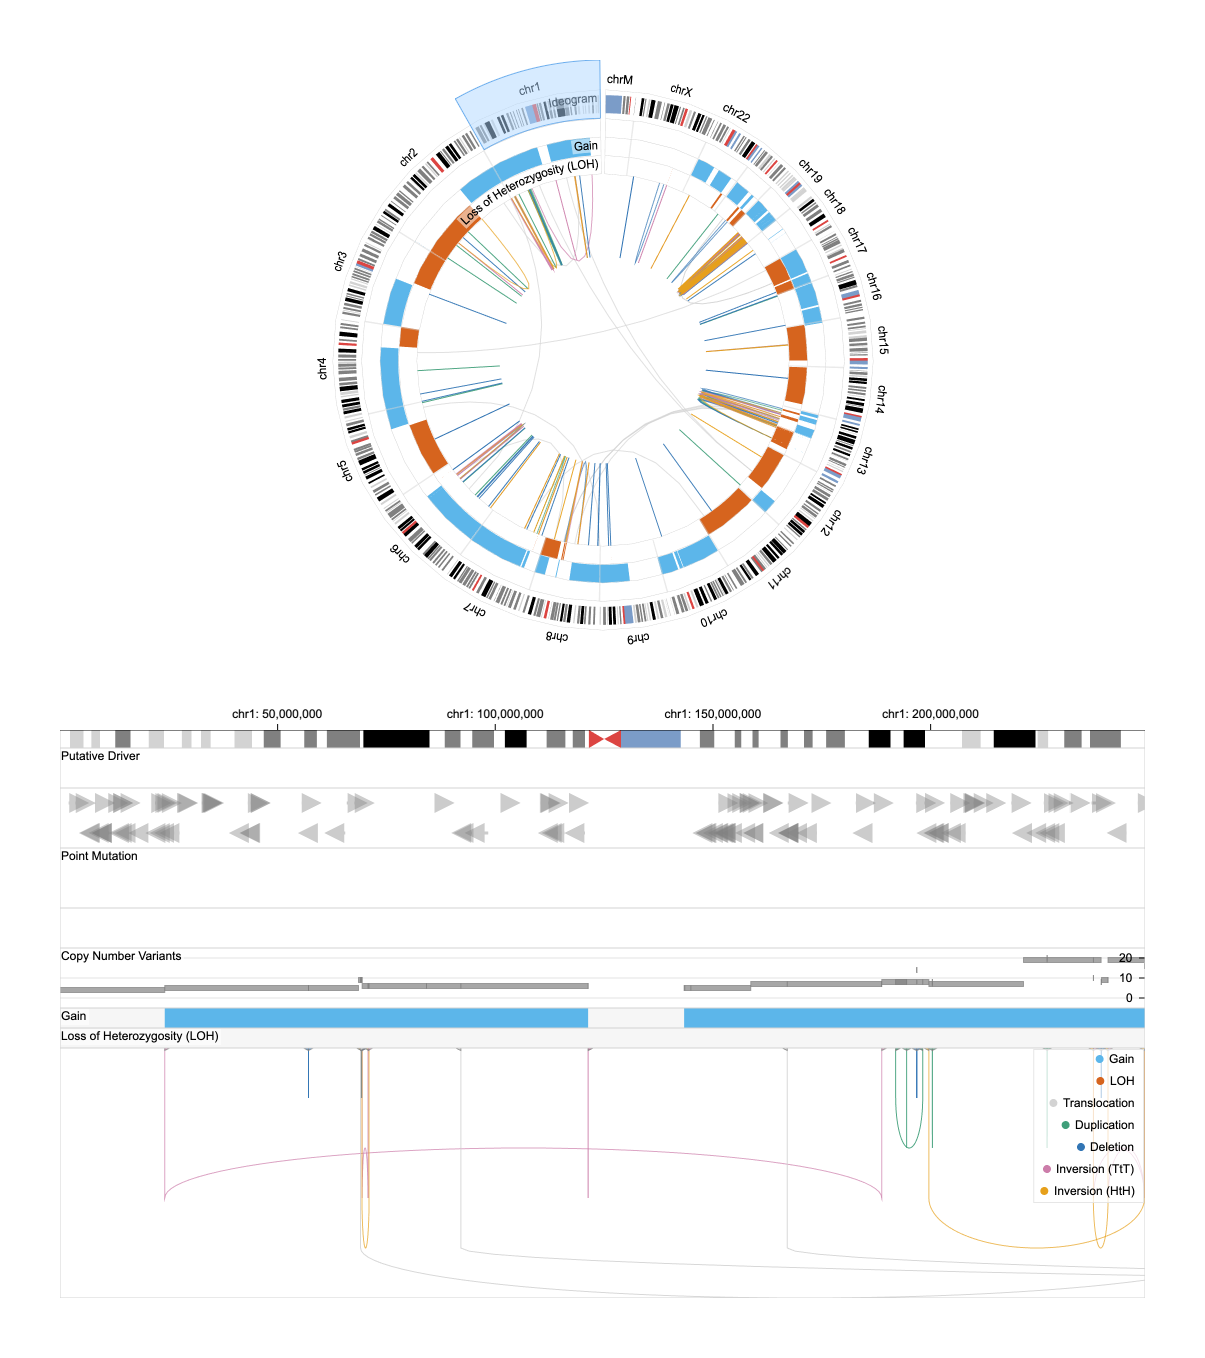 chrM
chrX
chr22
chr19
chr18
chr17
chr16
chr15
chr14
chr13
chr12
chr11
chr10
chr9
chr8
chr7
chr6
chr5
chr4
chr3
chr2
chr1
Ideogram
Gain
Loss of Heterozygosity (LOH)
chr1: 50,000,000
chr1: 100,000,000
chr1: 150,000,000
chr1: 200,000,000
Putative Driver
Point Mutation
Copy Number Variants
20
10
0
Gain
Loss of Heterozygosity (LOH)
Gain
LOH
Translocation
Duplication
Deletion
Inversion (TtT)
Inversion (HtH)